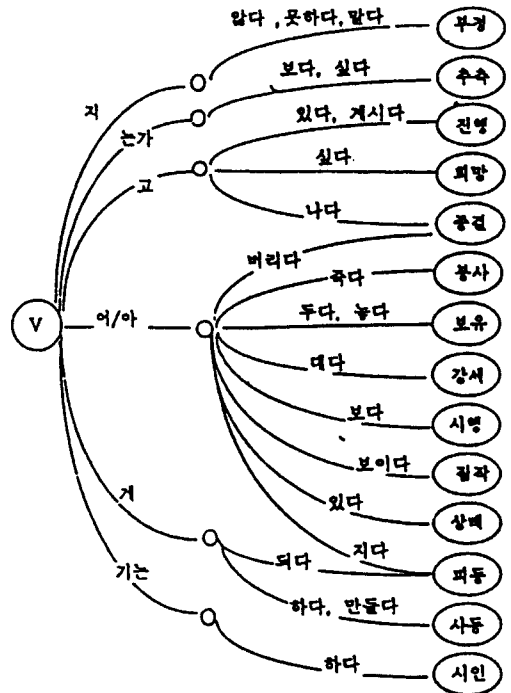 않다, 못하다, 말다 부정
지
보다, 싶다 추측
는가
있다, 계시다 진행
고
싶다 희망
나다 종결
버리다
죽다 봉사
V
어/아
두다, 놓다 보유
대다 강세
보다 시행
보이다 짐작
있다 상태
게
지다
되다 피동
기는
하다, 만들다 사동
하다 시인